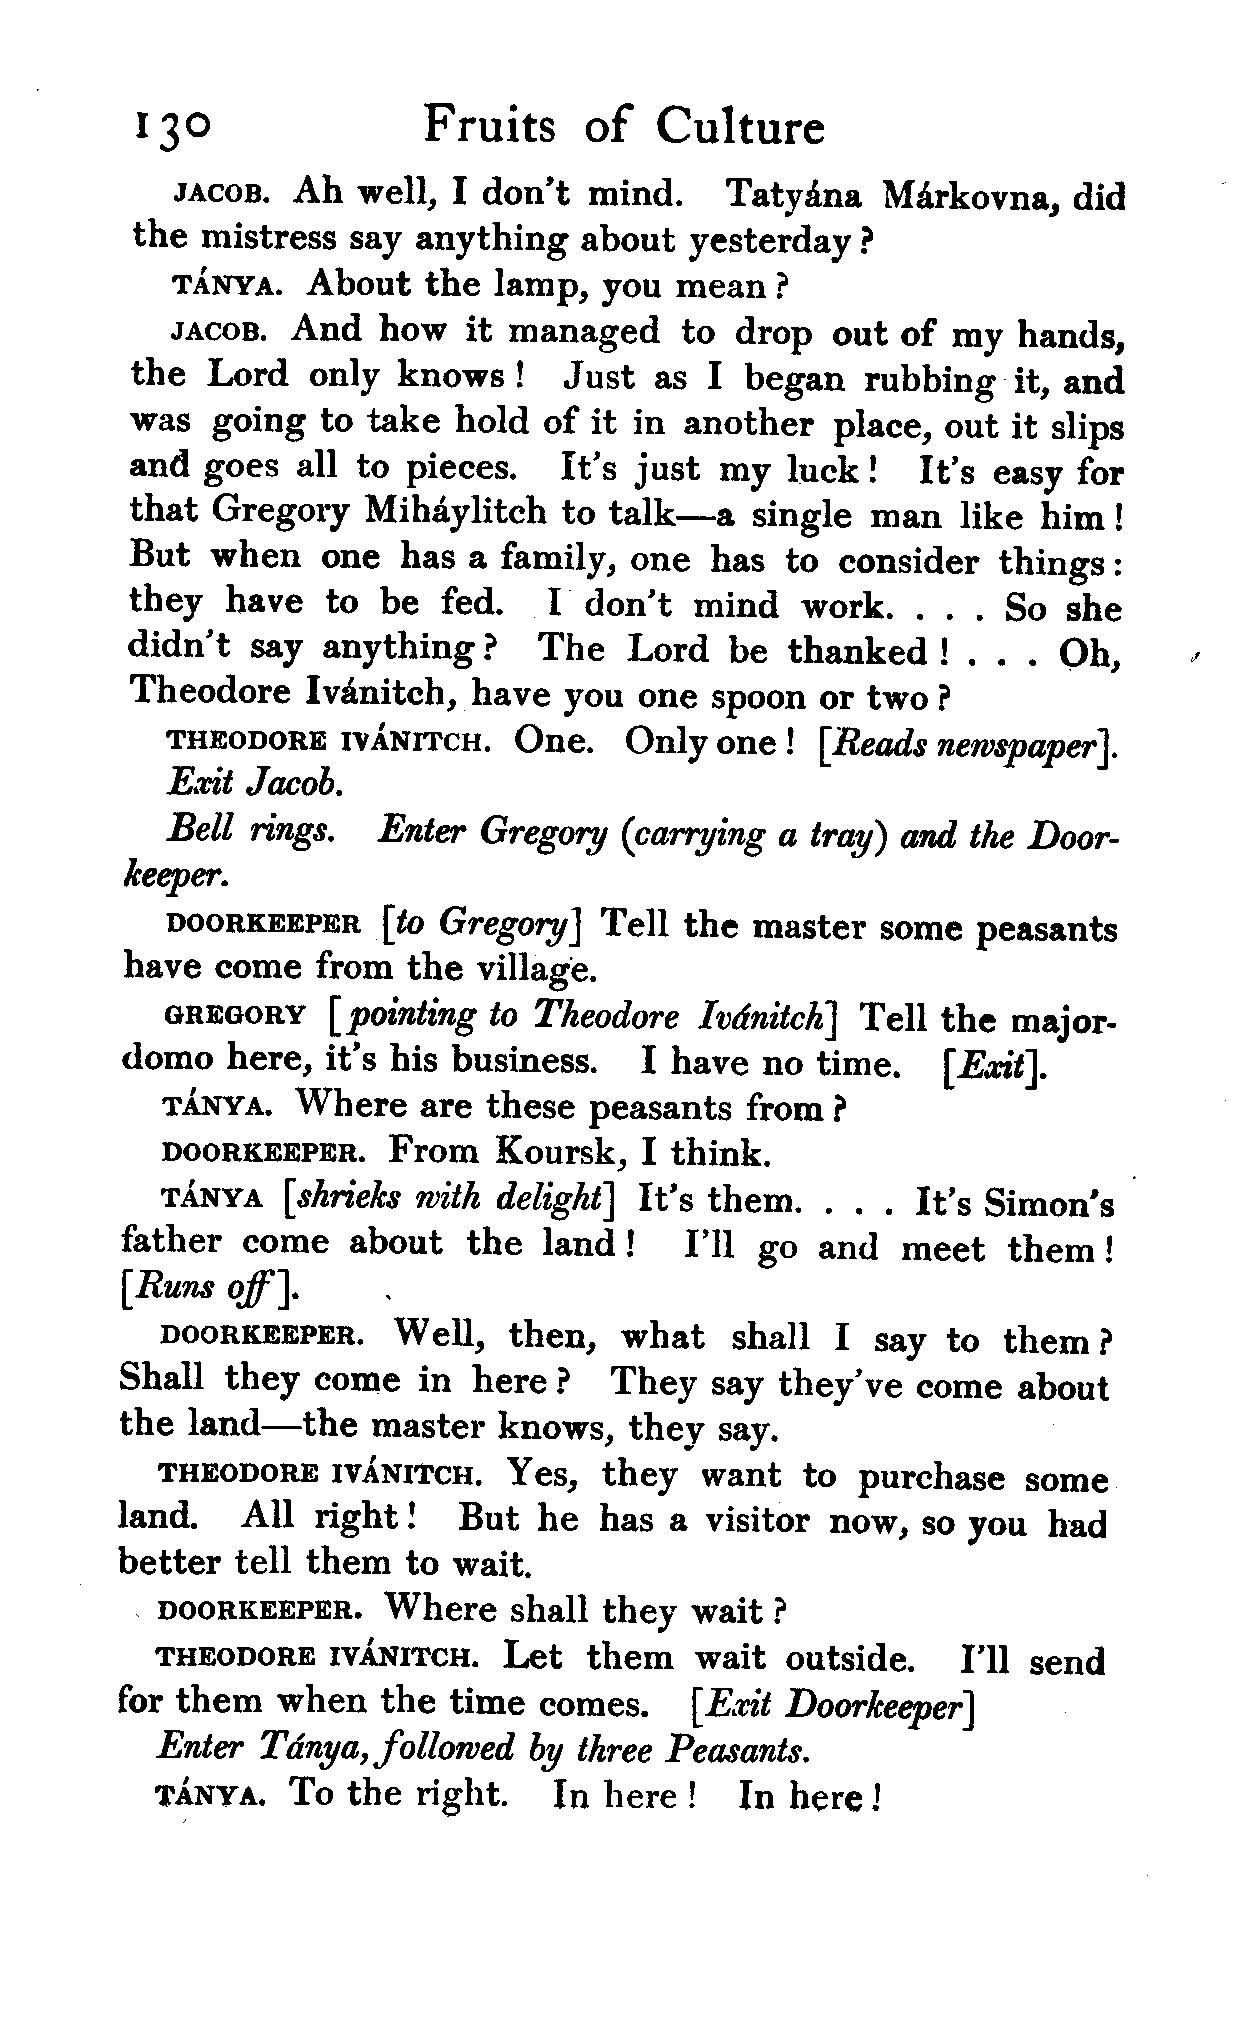 130 Fruits of Culture
JACOB. Ah well, I don't mind. Tatyána Márkovna, did
the mistress say anything about yesterday?
TÁNYA. About the lamp, you mean?
JACOB. And how it managed to drop out of my hands,
the Lord only knows! Just as I began rubbing it, and
was going to take hold of it in another place, out it slips
and goes all to pieces. It's just my luck! It's easy for
that Gregory Miháylitch to talk—a single man like him!
But when one has a family, one has to consider things:
they have to be fed. I don't mind work. . . . So she
didn't say anything? The Lord be thanked! . . . Oh,
Theodore Ivánitch, have you one spoon or two?
THEODORE IVÁNITCH. One. Only one! [Reads newspaper].
Exit Jacob.
Bell rings. Enter Gregory (carrying a tray) and the Door-
keeper.
DOORKEEPER [to Gregory] Tell the master some peasants
have come from the village.
GREGORY [pointing to Theodore Ivánitch] Tell the major-
domo here, it's his business. I have no time. [Exit].
TÁNYA. Where are these peasants from?
DOORKEEPER. From Koursk, I think.
TÁNYA [shrieks with delight] It's them. . . . It's Simon's
father come about the land! I'll go and meet them!
[Runs off].
DOORKEEPER. Well, then, what shall I say to them?
Shall they come in here? They say they've come about
the land—the master knows, they say.
THEODORE IVÁNITCH. Yes, they want to purchase some
land. All right! But he has a visitor now, so you had
better tell them to wait.
DOORKEEPER. Where shall they wait?
THEODORE IVÁNITCH. Let them wait outside. I'll send
for them when the time comes. [Exit Doorkeeper]
Enter Tánya, followed by three Peasants.
TÁNYA. To the right. In here! In here!